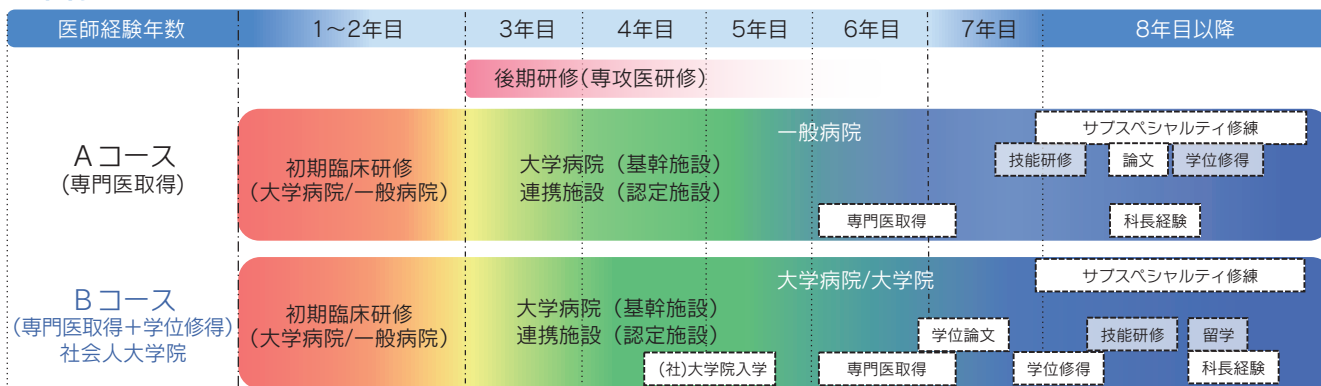 医師経験年数 1〜2年目 3年目 4年目 5年目 6年目 7年目 8年目以降
後期研修(専攻医研修)
Aコース
(専門医取得)
初期臨床研修
(大学病院/一般病院)
大学病院（基幹施設）
連携施設（認定施設）
一般病院
サブスペシャルティ修練
技能研修 論文 学位修得
専門医取得 科長経験
Bコース
(専門医取得＋学位修得)
社会人大学院
初期臨床研修
(大学病院/一般病院)
大学病院（基幹施設）
連携施設（認定施設）
大学病院/大学院
サブスペシャルティ修練
学位論文 技能研修 留学
(社)大学院入学 専門医取得 学位修得 科長経験